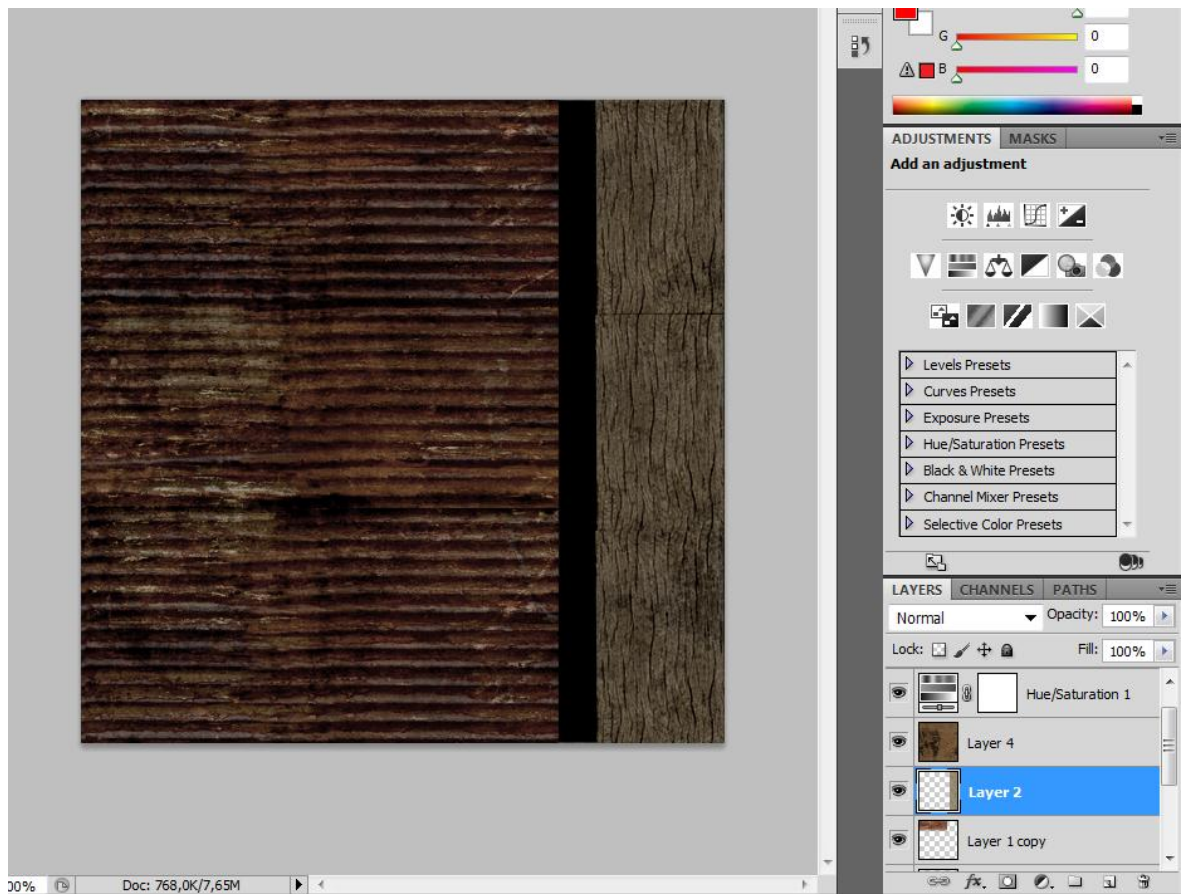 G 0
B 0
ADJUSTMENTS MASKS
Add an adjustment
Levels Presets
Curves Presets
Exposure Presets
Hue/Saturation Presets
Black & White Presets
Channel Mixer Presets
Selective Color Presets
LAYERS CHANNELS PATHS
Normal Opacity: 100%
Lock: Fill: 100%
Hue/Saturation 1
Layer 4
Layer 2
Layer 1 copy
fx.
00% Doc: 768,0K/7,65M